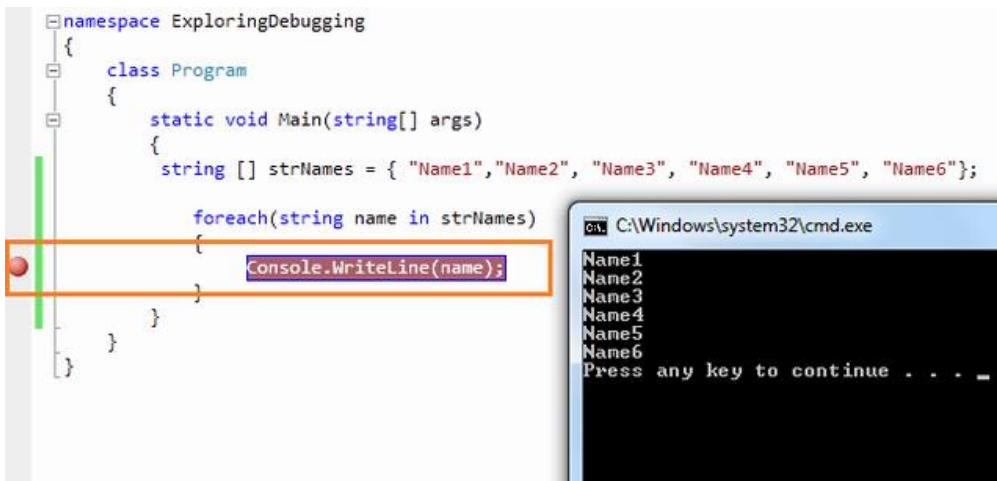 namespace ExploringDebugging
{
class Program
{
static void Main(string[] args)
{
string [] strNames = { "Name1","Name2", "Name3", "Name4", "Name5", "Name6"};
foreach(string name in strNames)
{
Console.WriteLine(name);
}
}
}
}
C:\Windows\system32\cmd.exe
Name1
Name2
Name3
Name4
Name5
Name6
Press any key to continue . . . _